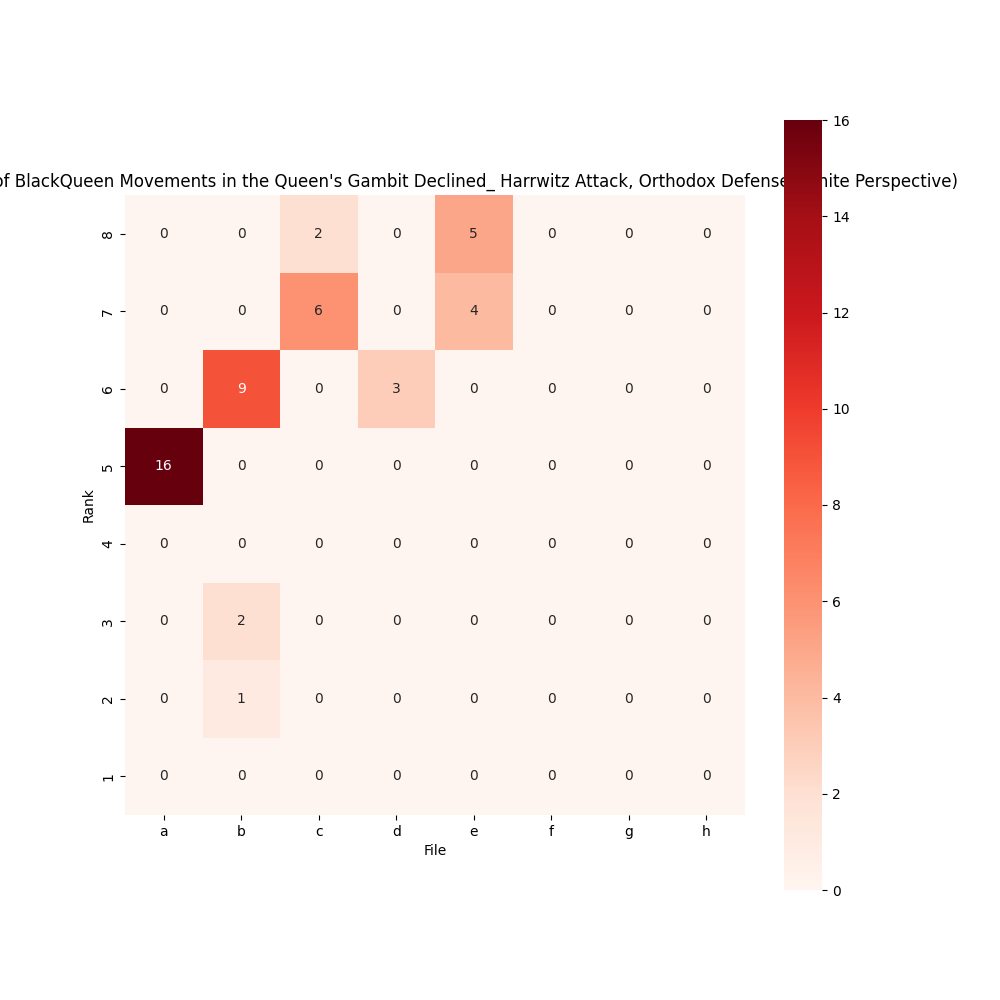 of BlackQueen Movements in the Queen's Gambit Declined_ Harrwitz Attack, Orthodox Defense Perspective)
16
14
12
10
8
6
4
2
0
8 0 0 2 0 5 0 0 0
7 0 0 6 0 4 0 0 0
6 0 9 0 3 0 0 0 0
5 16 0 0 0 0 0 0 0
Rank
4 0 0 0 0 0 0 0 0
3 0 2 0 0 0 0 0 0
2 0 1 0 0 0 0 0 0
1 0 0 0 0 0 0 0 0
a b c d e f g h
File